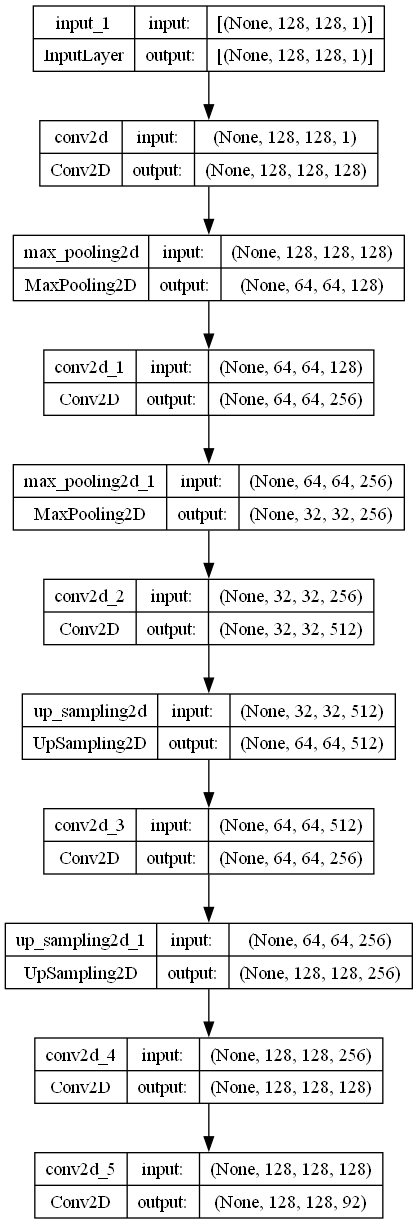 input_1 input: [(None, 128, 128, 1)]
InputLayer output: [(None, 128, 128, 1)]
conv2d input: (None, 128, 128, 1)
Conv2D output: (None, 128, 128, 128)
max_pooling2d input: (None, 128, 128, 128)
MaxPooling2D output: (None, 64, 64, 128)
conv2d_1 input: (None, 64, 64, 128)
Conv2D output: (None, 64, 64, 256)
max_pooling2d_1 input: (None, 64, 64, 256)
MaxPooling2D output: (None, 32, 32, 256)
conv2d_2 input: (None, 32, 32, 256)
Conv2D output: (None, 32, 32, 512)
up_sampling2d input: (None, 32, 32, 512)
UpSampling2D output: (None, 64, 64, 512)
conv2d_3 input: (None, 64, 64, 512)
Conv2D output: (None, 64, 64, 256)
up_sampling2d_1 input: (None, 64, 64, 256)
UpSampling2D output: (None, 128, 128, 256)
conv2d_4 input: (None, 128, 128, 256)
Conv2D output: (None, 128, 128, 128)
conv2d_5 input: (None, 128, 128, 128)
Conv2D output: (None, 128, 128, 92)